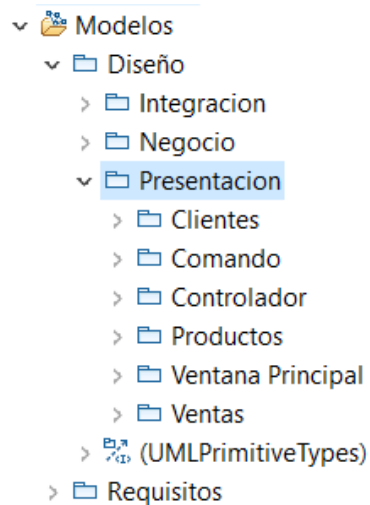 Modelos
Diseño
Integracion
Negocio
Presentacion
Clientes
Comando
Controlador
Productos
Ventana Principal
Ventas
(UMLPrimitiveTypes)
Requisitos